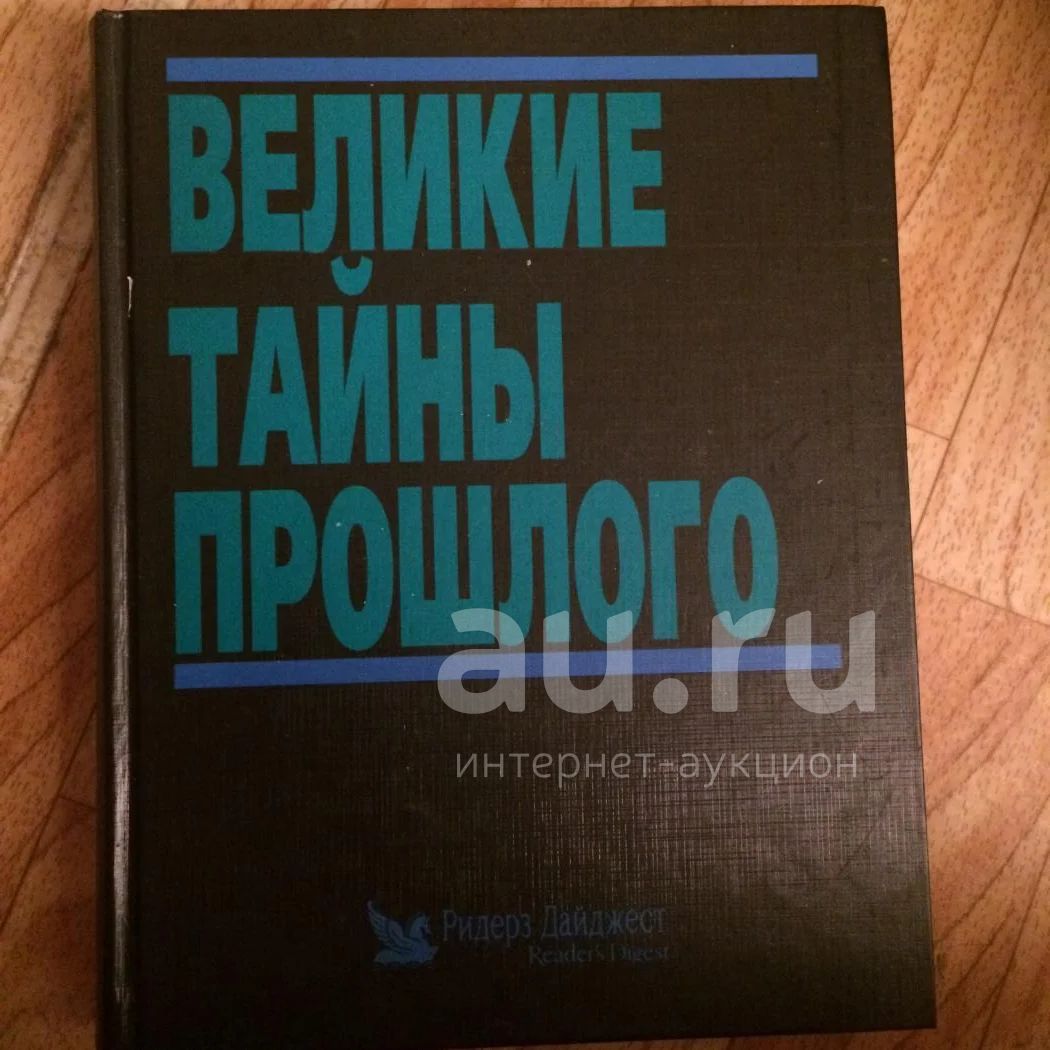 ВЕЛИКИЕ
ТАЙНЫ
ПРОШЛОГО
au.ru
интернет-аукцион
Ридерз Дайджест
Reader's Digest